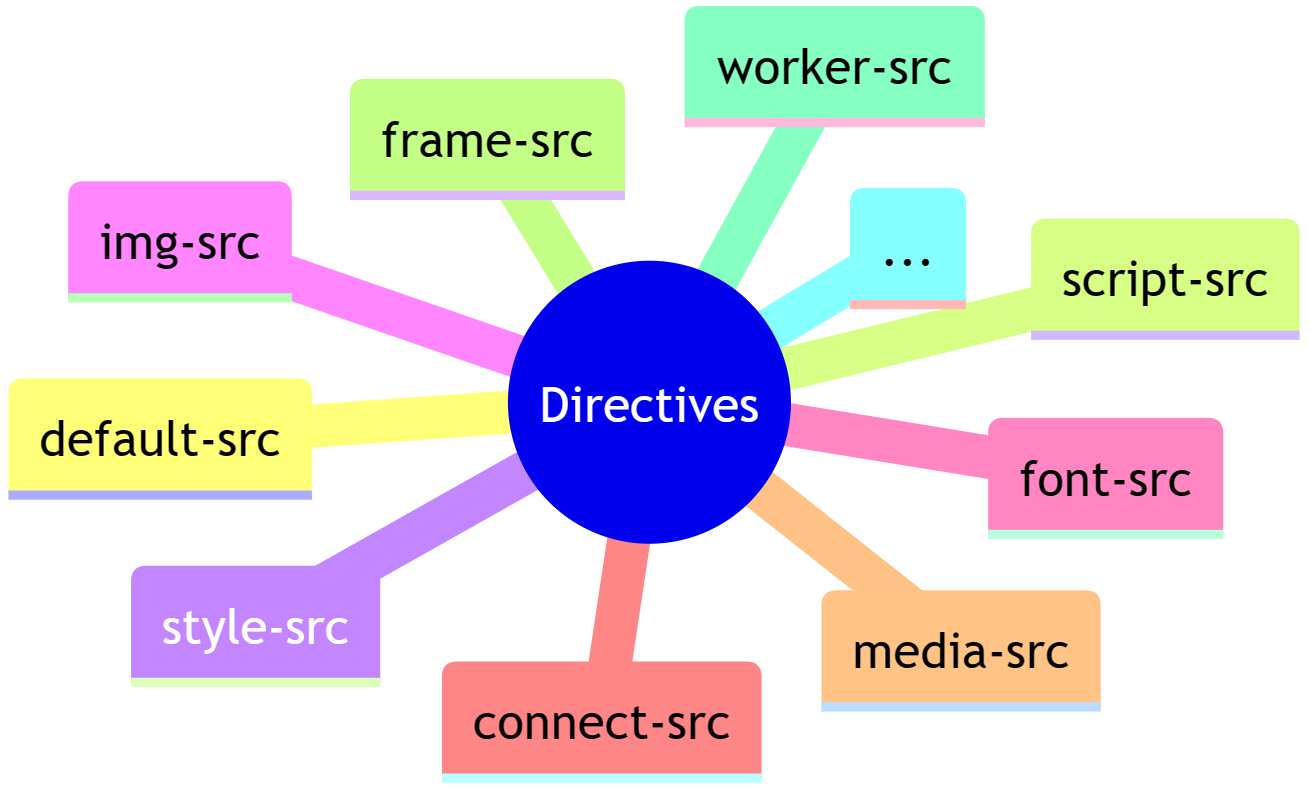 worker-src
frame-src
img-src
...
script-src
Directives
default-src
font-src
style-src
media-src
connect-src